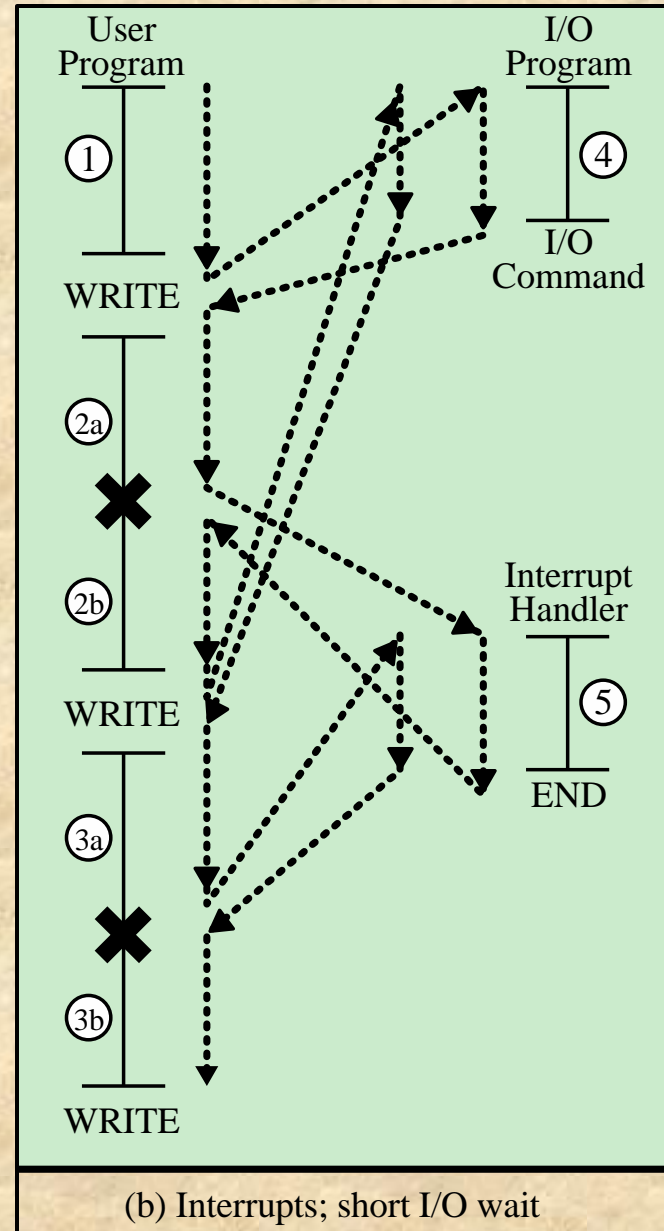 User
Program
1
WRITE
2a
2b
WRITE
3a
3b
WRITE
I/O
Program
4
I/O
Command
Interrupt
Handler
5
END
(b) Interrupts; short I/O wait